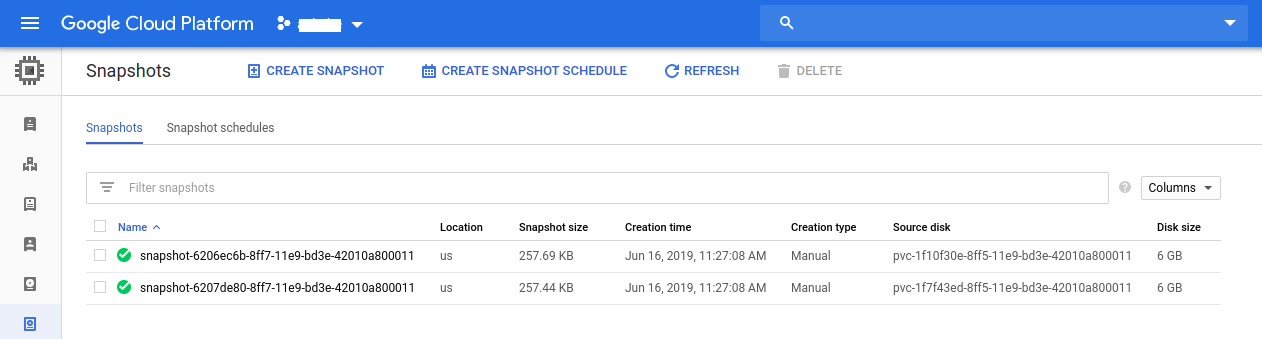 Google Cloud Platform
Snapshots CREATE SNAPSHOT CREATE SNAPSHOT SCHEDULE REFRESH DELETE
Snapshots Snapshot schedules
Filter snapshots ? Columns
Name Location Snapshot size Creation time Creation type Source disk Disk size
snapshot-6206ec6b-8ff7-11e9-bd3e-42010a800011 us 257.69 KB Jun 16, 2019, 11:27:08 AM Manual pvc-1f10f30e-8ff5-11e9-bd3e-42010a800011 6 GB
snapshot-6207de80-8ff7-11e9-bd3e-42010a800011 us 257.44 KB Jun 16, 2019, 11:27:08 AM Manual pvc-1f7f43ed-8ff5-11e9-bd3e-42010a800011 6 GB